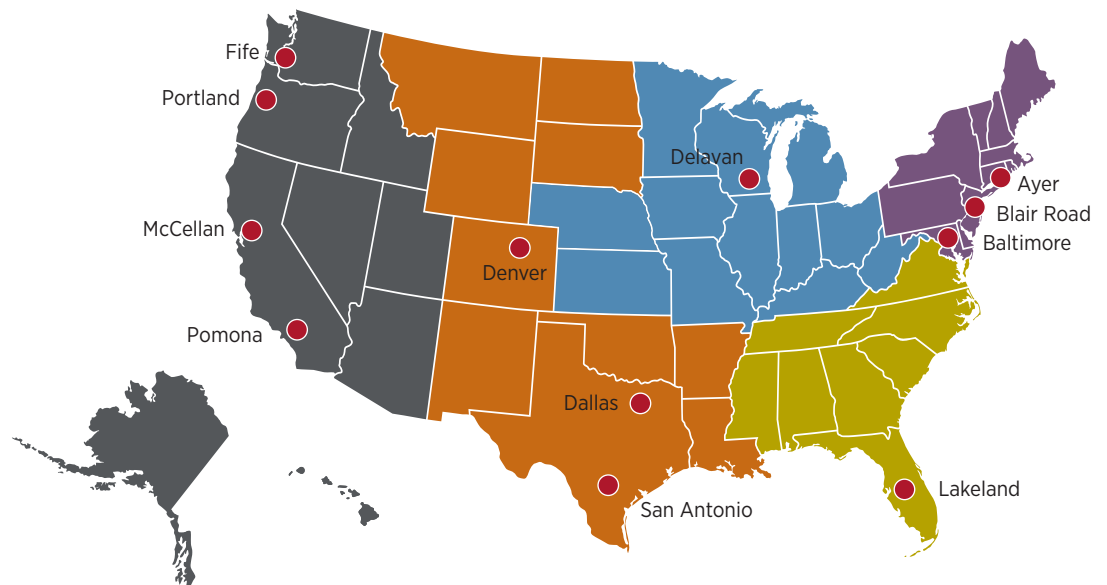 Fife
Portland
Delavan
Ayer
Blair Road
McCellan
Baltimore
Denver
Pomona
Dallas
Lakeland
San Antonio